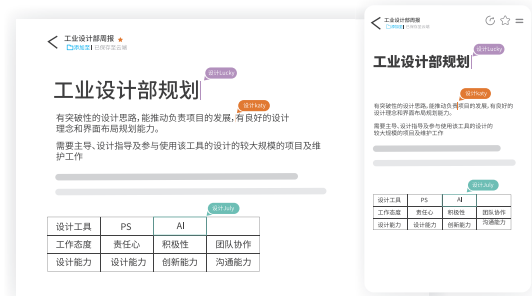 工业设计部周报
添加至
已保存至云端
设计Lucky
工业设计部规划
设计katy
有突破性的设计思路,能推动负责项目的发展,有良好的设计
理念和界面布局规划能力。
需要主导、设计指导及参与使用该工具的设计的较大规模的项目及维
护工作
设计July
设计工具 PS AI
工作态度 责任心 积极性 团队协作
设计能力 设计能力 创新能力 沟通能力
工业设计部周报
添加至
已保存至云端
设计Lucky
工业设计部规划
设计katy
有突破性的设计思路,能推动负责项目的发展,有良好的
设计理念和界面布局规划能力。
需要主导、设计指导及参与使用该工具的设计的
较大规模的项目及维护工作
设计July
设计工具 PS AI
工作态度 责任心 积极性 团队协作
设计能力 设计能力 创新能力 沟通能力